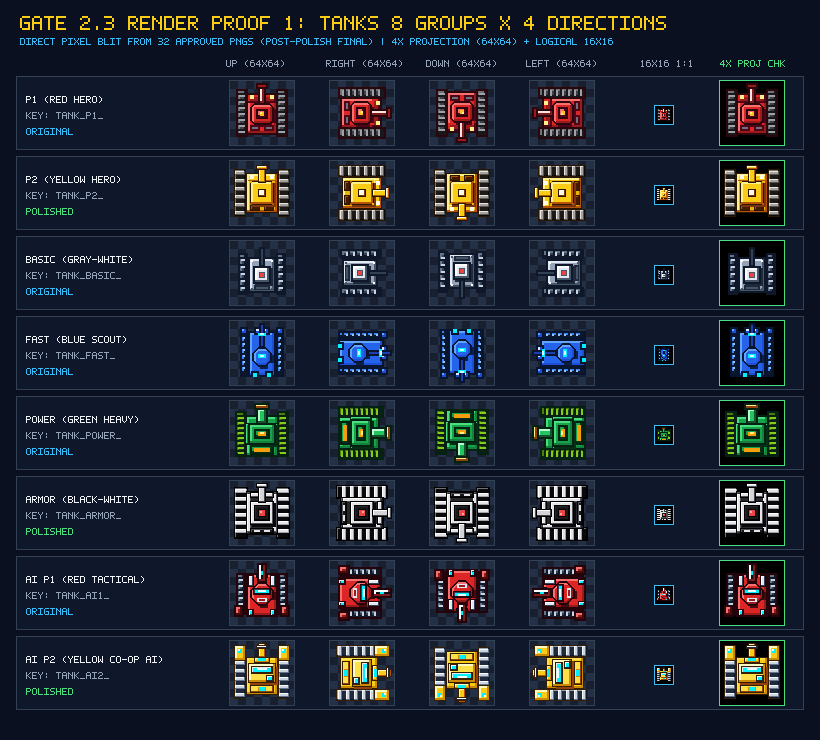 GATE 2.3 RENDER PROOF 1: TANKS 8 GROUPS X 4 DIRECTIONS
DIRECT PIXEL BLIT FROM 32 APPROVED PNGS (POST-POLISH FINAL) | 4X PROJECTION (64X64) + LOGICAL 16X16
UP (64X64) RIGHT (64X64) DOWN (64X64) LEFT (64X64) 16X16 1:1 4X PROJ CHK
P1 (RED HERO)
KEY: TANK_P1_
ORIGINAL
P2 (YELLOW HERO)
KEY: TANK_P2_
POLISHED
BASIC (GRAY-WHITE)
KEY: TANK_BASIC_
ORIGINAL
FAST (BLUE SCOUT)
KEY: TANK_FAST_
ORIGINAL
POWER (GREEN HEAVY)
KEY: TANK_POWER_
ORIGINAL
ARMOR (BLACK-WHITE)
KEY: TANK_ARMOR_
POLISHED
AI P1 (RED TACTICAL)
KEY: TANK_AI1_
ORIGINAL
AI P2 (YELLOW CO-OP AI)
KEY: TANK_AI2_
POLISHED